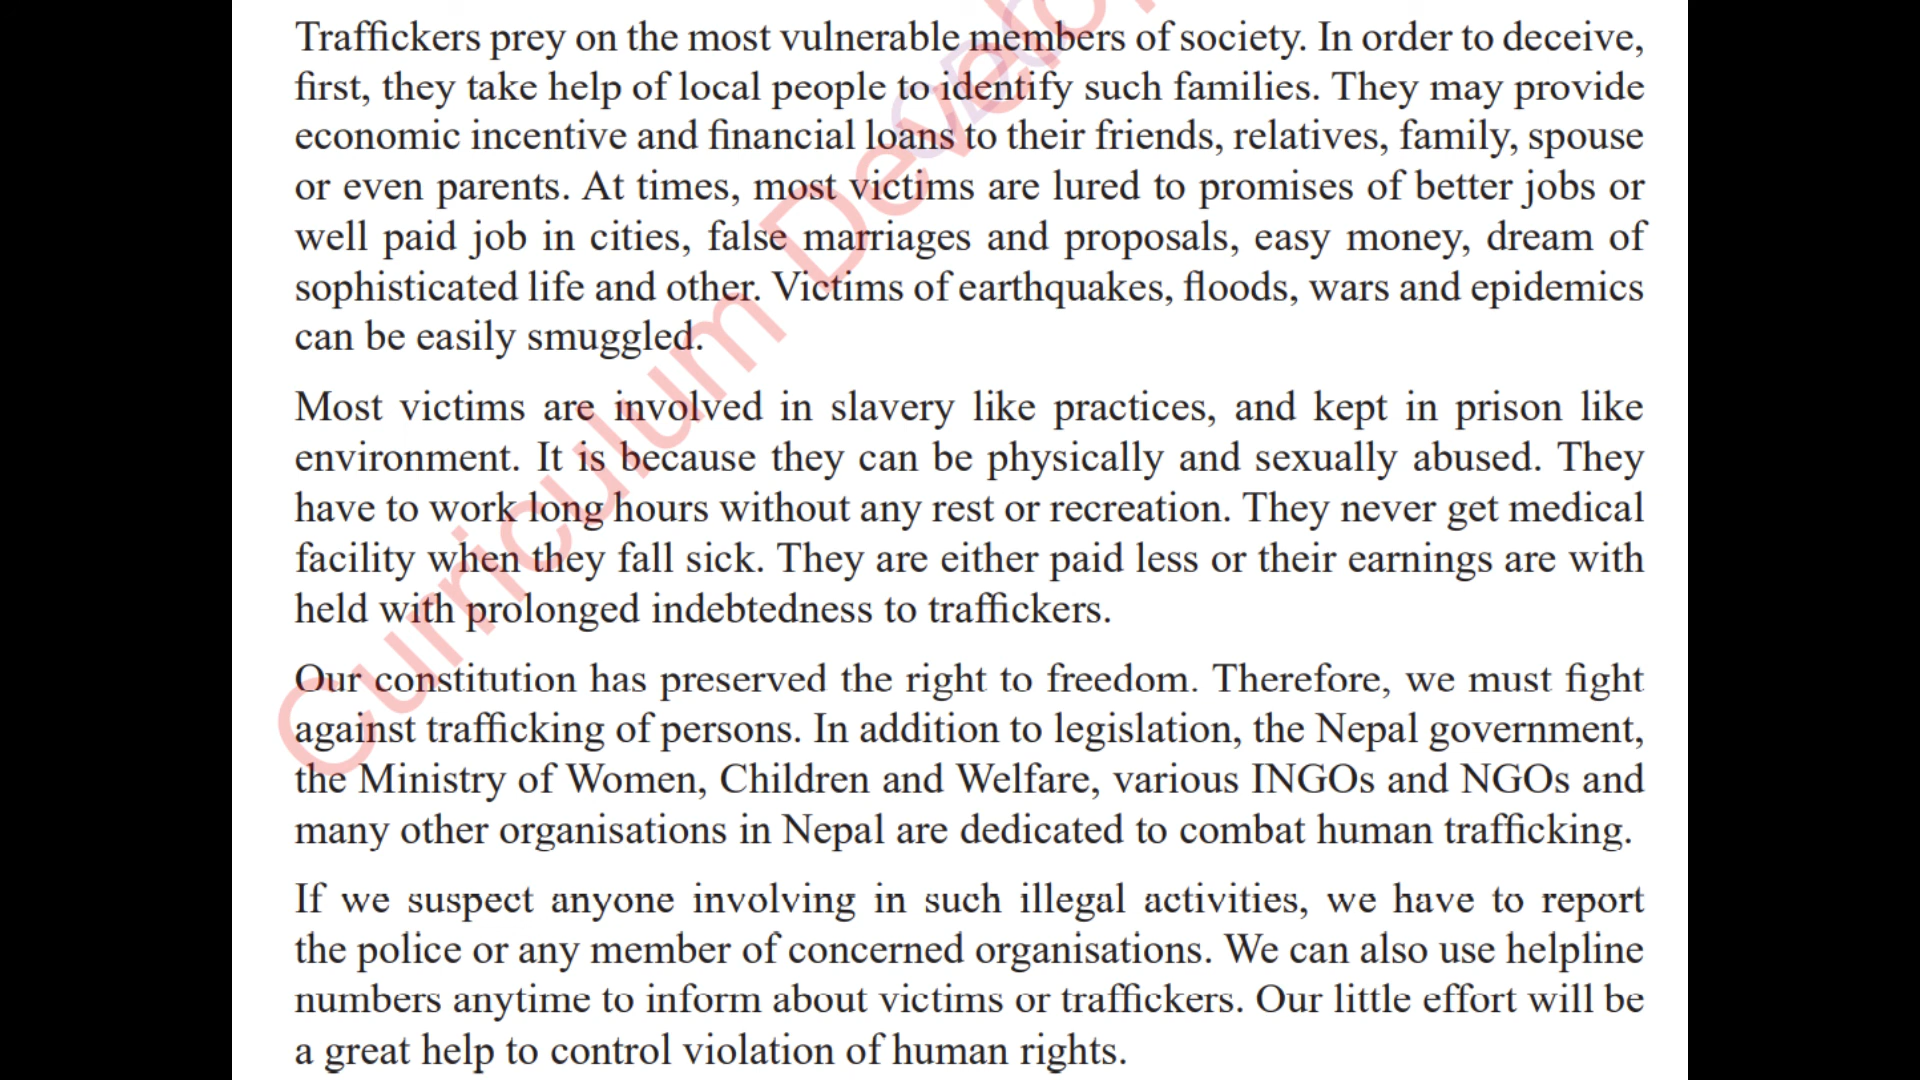 Traffickers prey on the most vulnerable members of society. In order to deceive,
first, they take help of local people to identify such families. They may provide
economic incentive and financial loans to their friends, relatives, family, spouse
or even parents. At times, most victims are lured to promises of better jobs or
well paid job in cities, false marriages and proposals, easy money, dream of
sophisticated life and other. Victims of earthquakes, floods, wars and epidemics
can be easily smuggled.
Most victims are involved in slavery like practices, and kept in prison like
environment. It is because they can be physically and sexually abused. They
have to work long hours without any rest or recreation. They never get medical
facility when they fall sick. They are either paid less or their earnings are with
held with prolonged indebtedness to traffickers.
Our constitution has preserved the right to freedom. Therefore, we must fight
against trafficking of persons. In addition to legislation, the Nepal government,
the Ministry of Women, Children and Welfare, various INGOs and NGOs and
many other organisations in Nepal are dedicated to combat human trafficking.
If we suspect anyone involving in such illegal activities, we have to report
the police or any member of concerned organisations. We can also use helpline
numbers anytime to inform about victims or traffickers. Our little effort will be
a great help to control violation of human rights.
Curriculum Develop